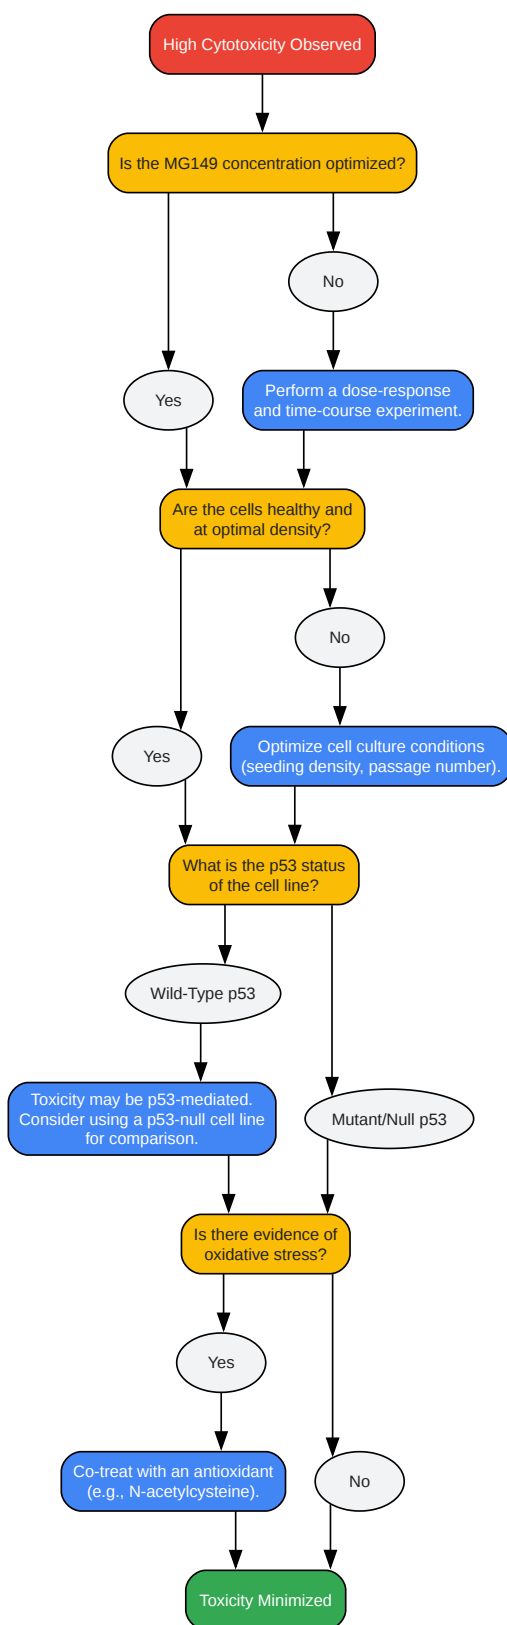 High Cytotoxicity Observed
Is the MG149 concentration optimized?
No
Yes
Perform a dose-response
and time-course experiment.
Are the cells healthy and
at optimal density?
No
Yes
Optimize cell culture conditions
(seeding density, passage number).
What is the p53 status
of the cell line?
Wild-Type p53
Toxicity may be p53-mediated.
Consider using a p53-null cell line
for comparison.
Mutant/Null p53
Is there evidence of
oxidative stress?
Yes
Co-treat with an antioxidant
(e.g., N-acetylcysteine).
No
Toxicity Minimized